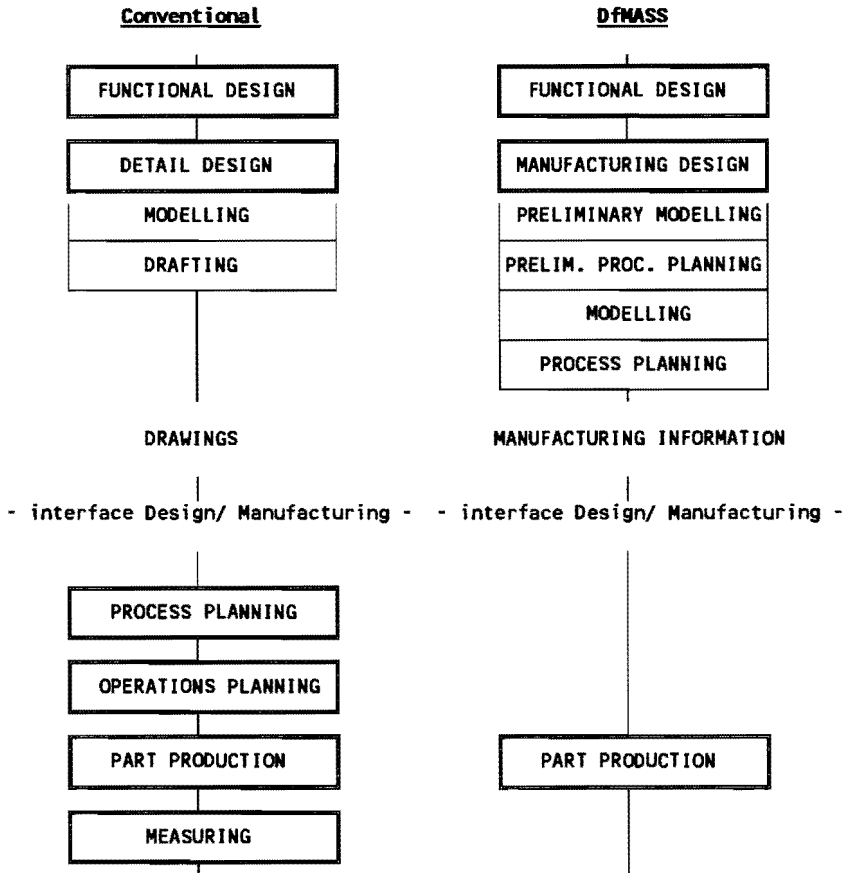 Conventional
FUNCTIONAL DESIGN
DETAIL DESIGN
MODELLING
DRAFTING
DRAWINGS
- interface Design/ Manufacturing -
PROCESS PLANNING
OPERATIONS PLANNING
PART PRODUCTION
MEASURING
DfMASS
FUNCTIONAL DESIGN
MANUFACTURING DESIGN
PRELIMINARY MODELLING
PRELIM. PROC. PLANNING
MODELLING
PROCESS PLANNING
MANUFACTURING INFORMATION
- interface Design/ Manufacturing -
PART PRODUCTION